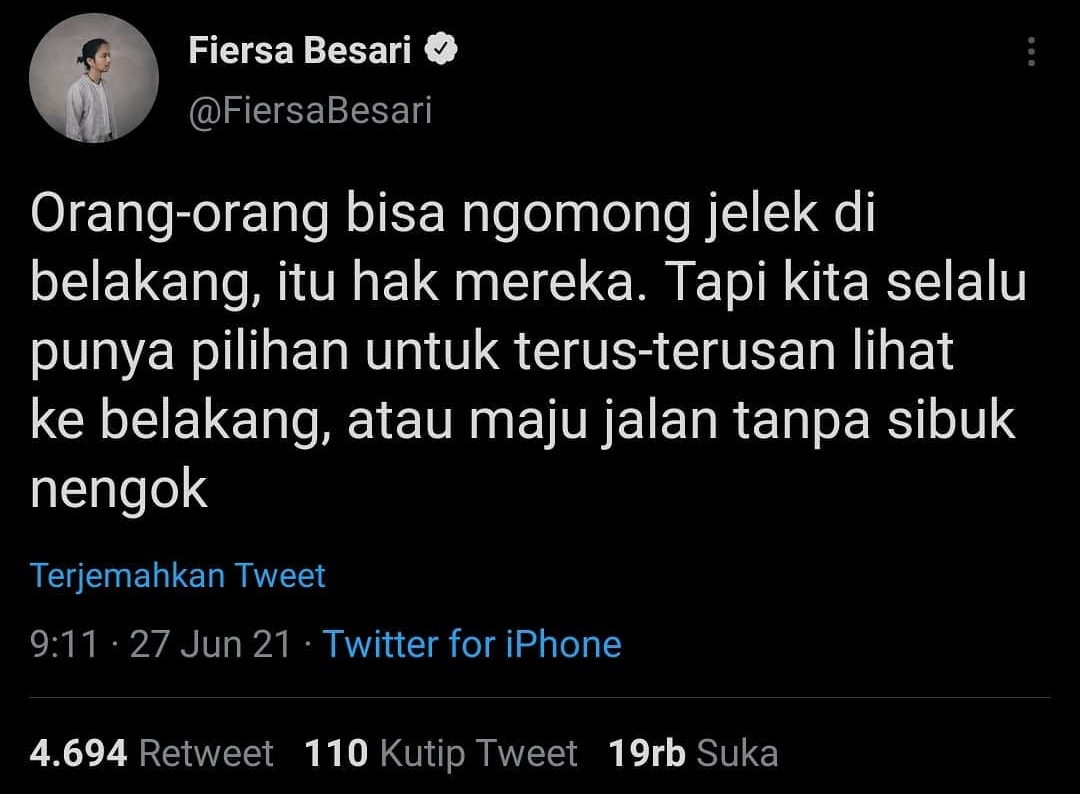 Fiersa Besari
@FiersaBesari
Orang-orang bisa ngomong jelek di
belakang, itu hak mereka. Tapi kita selalu
punya pilihan untuk terus-terusan lihat
ke belakang, atau maju jalan tanpa sibuk
nengok
Terjemahkan Tweet
9:11 · 27 Jun 21 · Twitter for iPhone
4.694 Retweet 110 Kutip Tweet 19rb Suka